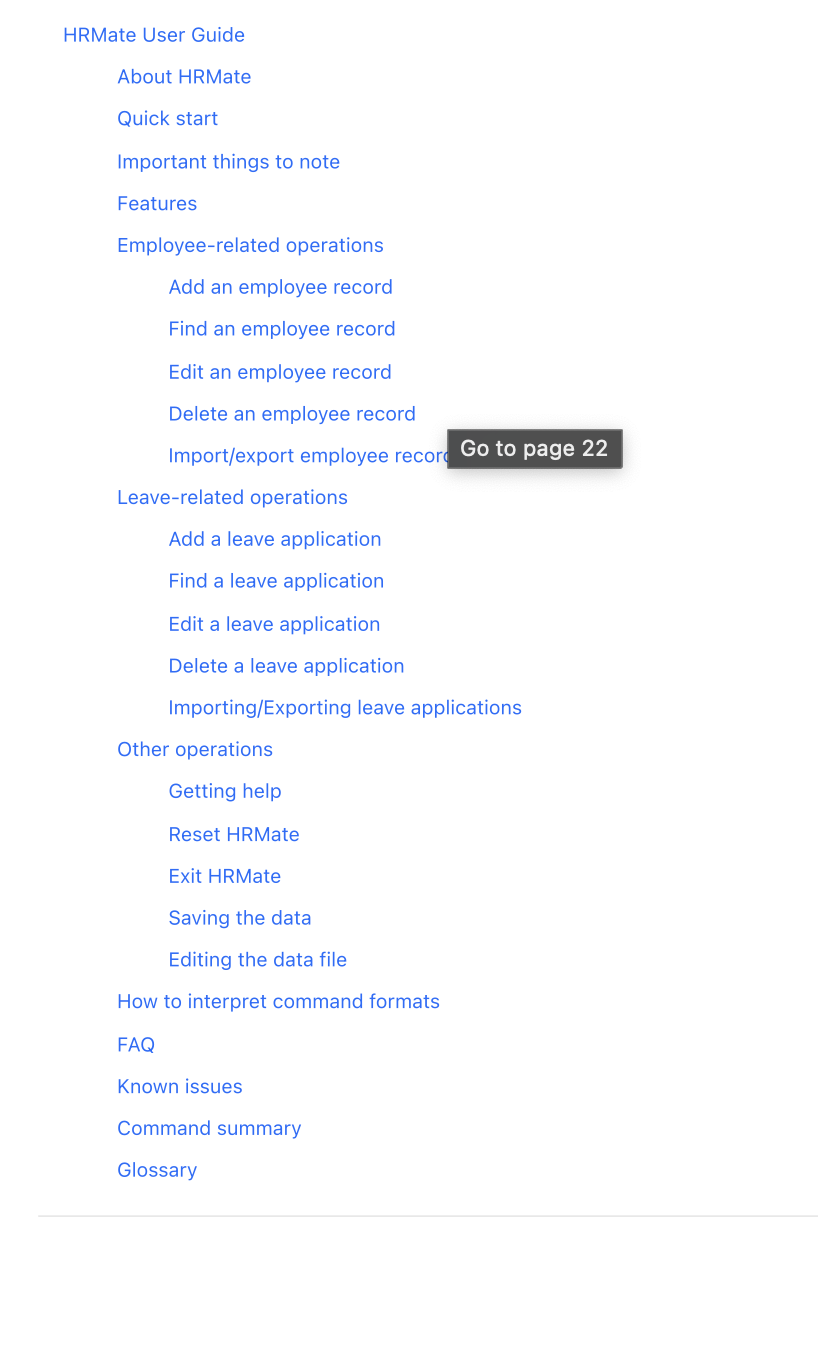 HRMate User Guide
About HRMate
Quick start
Important things to note
Features
Employee-related operations
Add an employee record
Find an employee record
Edit an employee record
Delete an employee record
Import/export employee recor
Go to page 22
Leave-related operations
Add a leave application
Find a leave application
Edit a leave application
Delete a leave application
Importing/Exporting leave applications
Other operations
Getting help
Reset HRMate
Exit HRMate
Saving the data
Editing the data file
How to interpret command formats
FAQ
Known issues
Command summary
Glossary